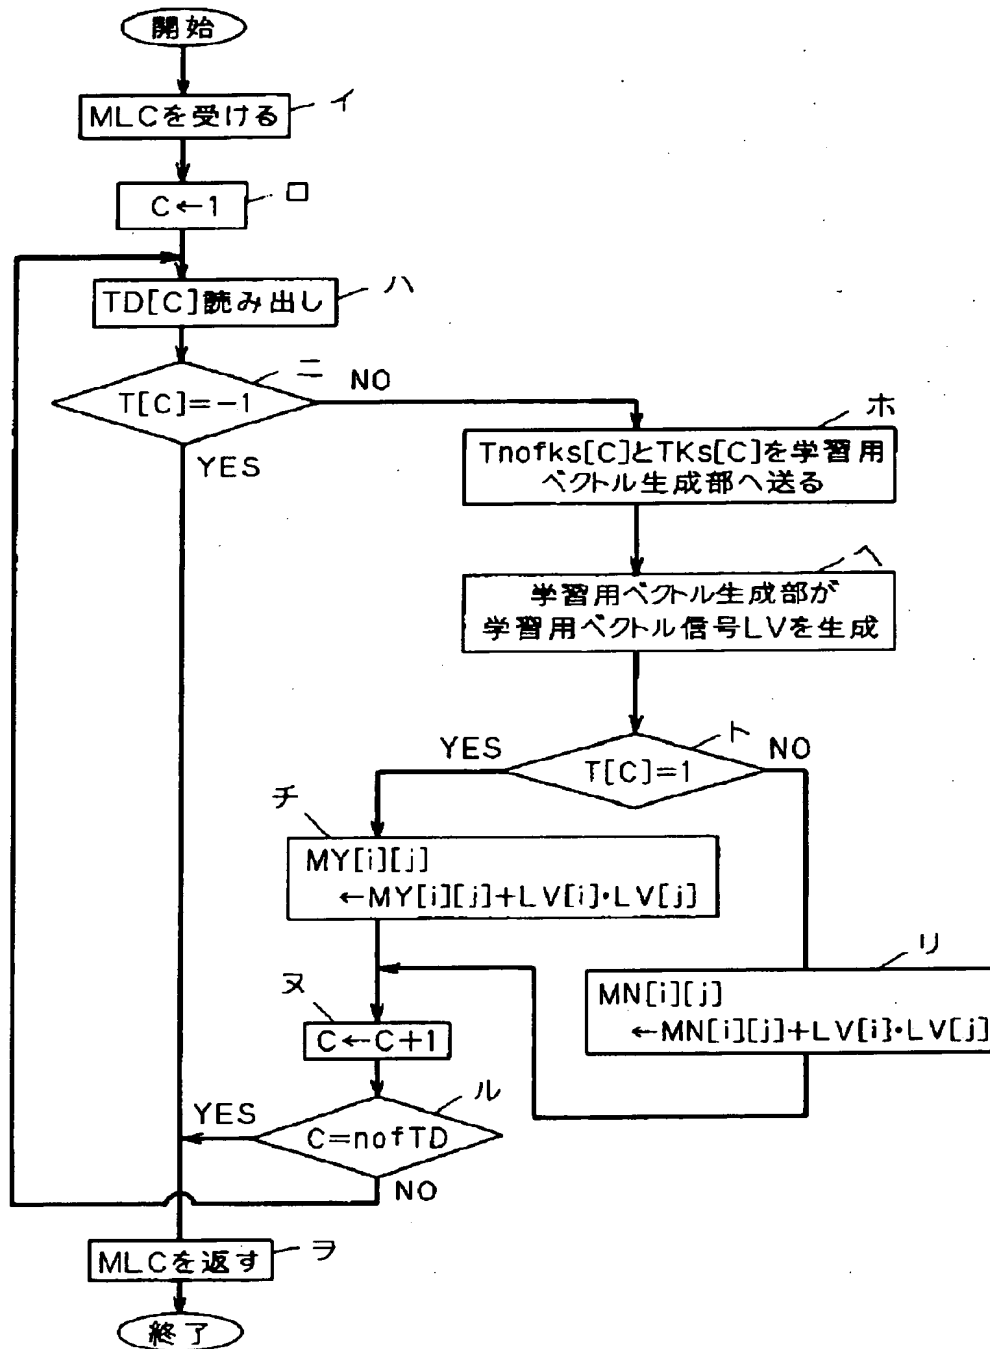 開始
MLCを受ける
イ
C←1
ロ
TD[C]読み出し
ハ
T[C]=-1
ニ
NO
YES
ホ
Tnofks[C]とTKs[C]を学習用
ベクトル生成部へ送る
ヘ
学習用ベクトル生成部が
学習用ベクトル信号LVを生成
ト
YES
NO
T[C]=1
チ
MY[i][j]
←MY[i][j]+LV[i]・LV[j]
リ
MN[i][j]
←MN[i][j]+LV[i]・LV[j]
ヌ
C←C+1
ル
YES
C=nofTD
NO
MLCを返す
ヲ
終了